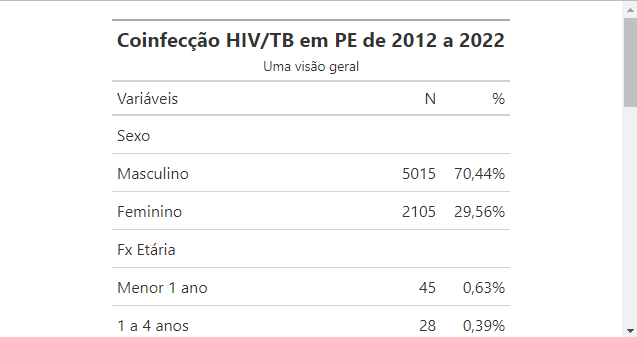 Coinfecção HIV/TB em PE de 2012 a 2022
Uma visão geral
Variáveis N %
Sexo
Masculino 5015 70,44%
Feminino 2105 29,56%
Fx Etária
Menor 1 ano 45 0,63%
1 a 4 anos 28 0,39%